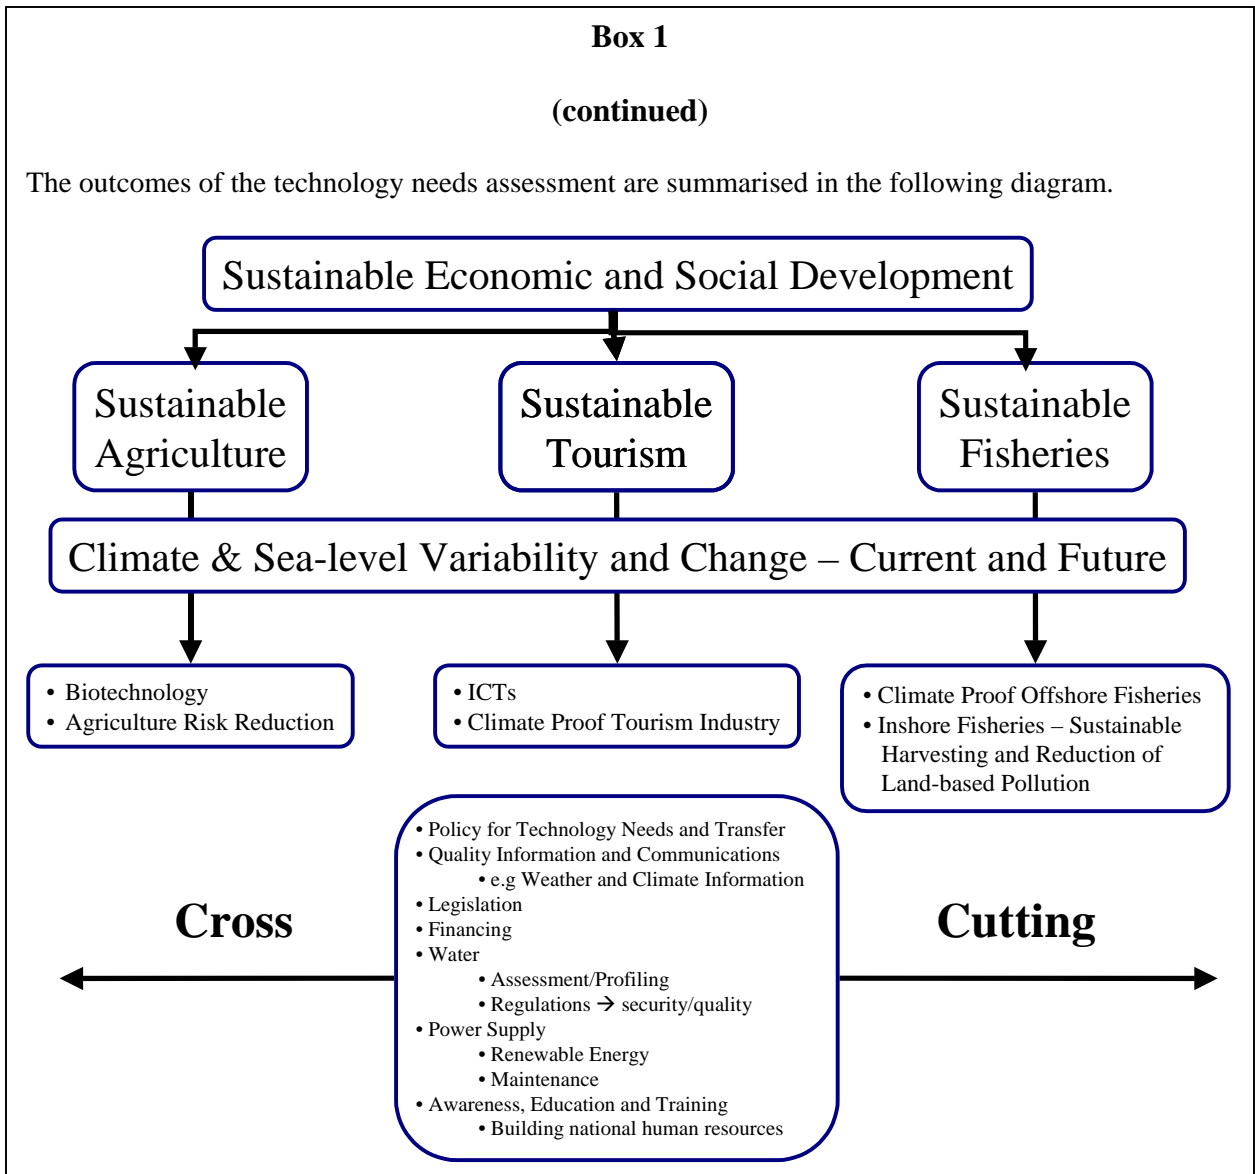 Box 1
(continued)
The outcomes of the technology needs assessment are summarised in the following diagram.
Sustainable Economic and Social Development
Sustainable
Agriculture
Sustainable
Tourism
Sustainable
Fisheries
Climate & Sea-level Variability and Change – Current and Future
• Biotechnology
• Agriculture Risk Reduction
• ICTs
• Climate Proof Tourism Industry
• Climate Proof Offshore Fisheries
• Inshore Fisheries – Sustainable
Harvesting and Reduction of
Land-based Pollution
Cross
• Policy for Technology Needs and Transfer
• Quality Information and Communications
• e.g Weather and Climate Information
• Legislation
• Financing
• Water
• Assessment/Profiling
• Regulations → security/quality
• Power Supply
• Renewable Energy
• Maintenance
• Awareness, Education and Training
• Building national human resources
Cutting